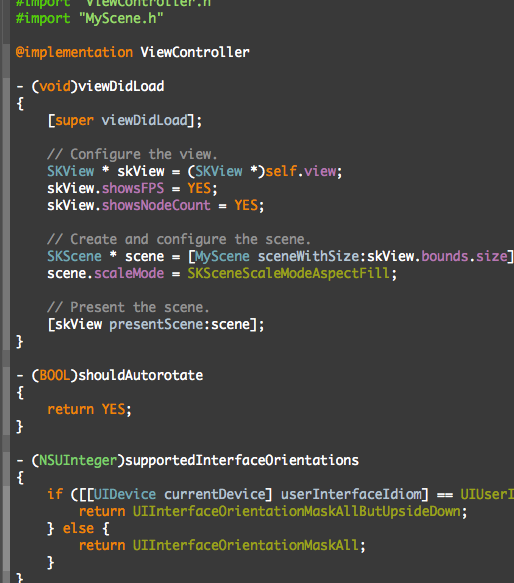 #import "ViewController.h"
#import "MyScene.h"
@implementation ViewController
- (void)viewDidLoad
{
[super viewDidLoad];
// Configure the view.
SKView * skView = (SKView *)self.view;
skView.showsFPS = YES;
skView.showsNodeCount = YES;
// Create and configure the scene.
SKScene * scene = [MyScene sceneWithSize:skView.bounds.size]
scene.scaleMode = SKSceneScaleModeAspectFill;
// Present the scene.
[skView presentScene:scene];
}
- (BOOL)shouldAutorotate
{
return YES;
}
- (NSUInteger)supportedInterfaceOrientations
{
if ([[UIDevice currentDevice] userInterfaceIdiom] == UIUserI
return UIInterfaceOrientationMaskAllButUpsideDown;
} else {
return UIInterfaceOrientationMaskAll;
}
}